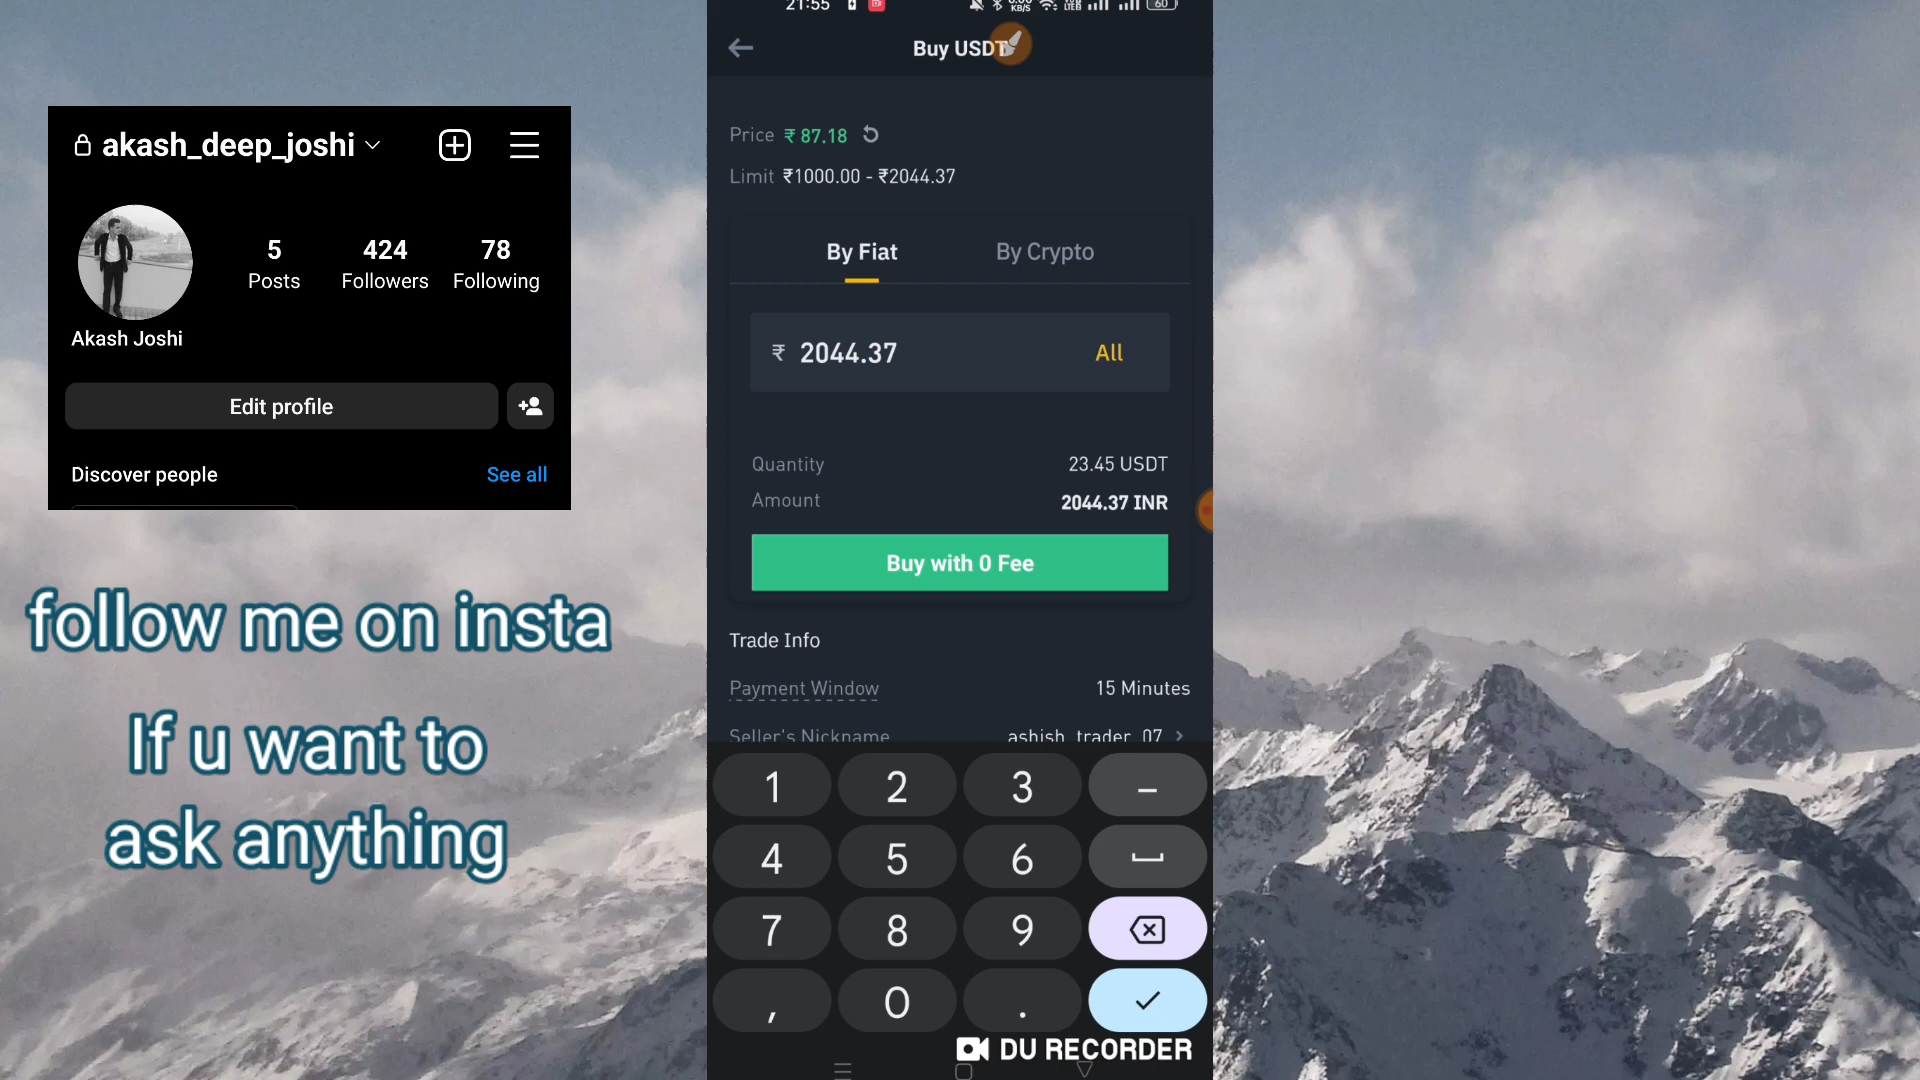 akash_deep_joshi
5 424 78
Posts Followers Following
Akash Joshi
Edit profile
Discover people See all
follow me on insta
If u want to
ask anything
21:55 KB/S 60
Buy USDT
Price ₹ 87.18
Limit ₹1000.00 - ₹2044.37
By Fiat By Crypto
₹ 2044.37 All
Quantity 23.45 USDT
Amount 2044.37 INR
Buy with 0 Fee
Trade Info
Payment Window 15 Minutes
Seller's Nickname ashish_trader_07 >
1 2 3 –
4 5 6
7 8 9
, 0 .
DU RECORDER